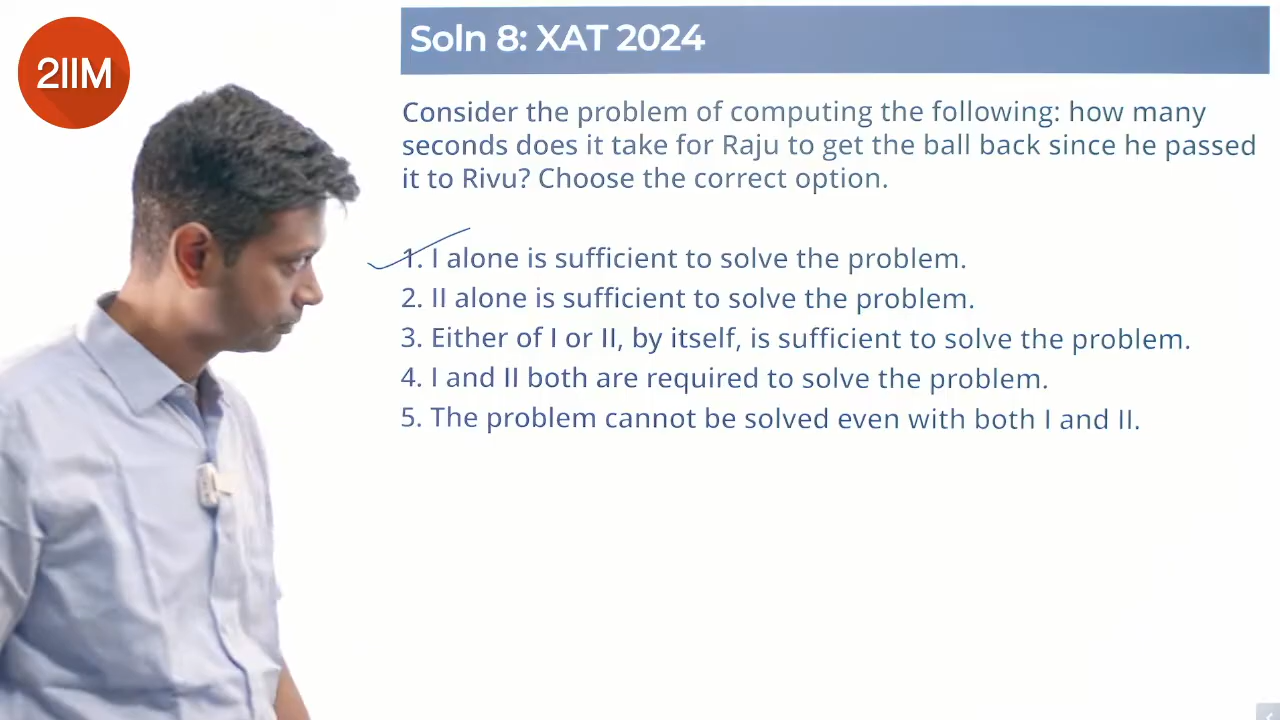 2IIM
Soln 8: XAT 2024
Consider the problem of computing the following: how many
seconds does it take for Raju to get the ball back since he passed
it to Rivu? Choose the correct option.
1. I alone is sufficient to solve the problem.
2. II alone is sufficient to solve the problem.
3. Either of I or II, by itself, is sufficient to solve the problem.
4. I and II both are required to solve the problem.
5. The problem cannot be solved even with both I and II.